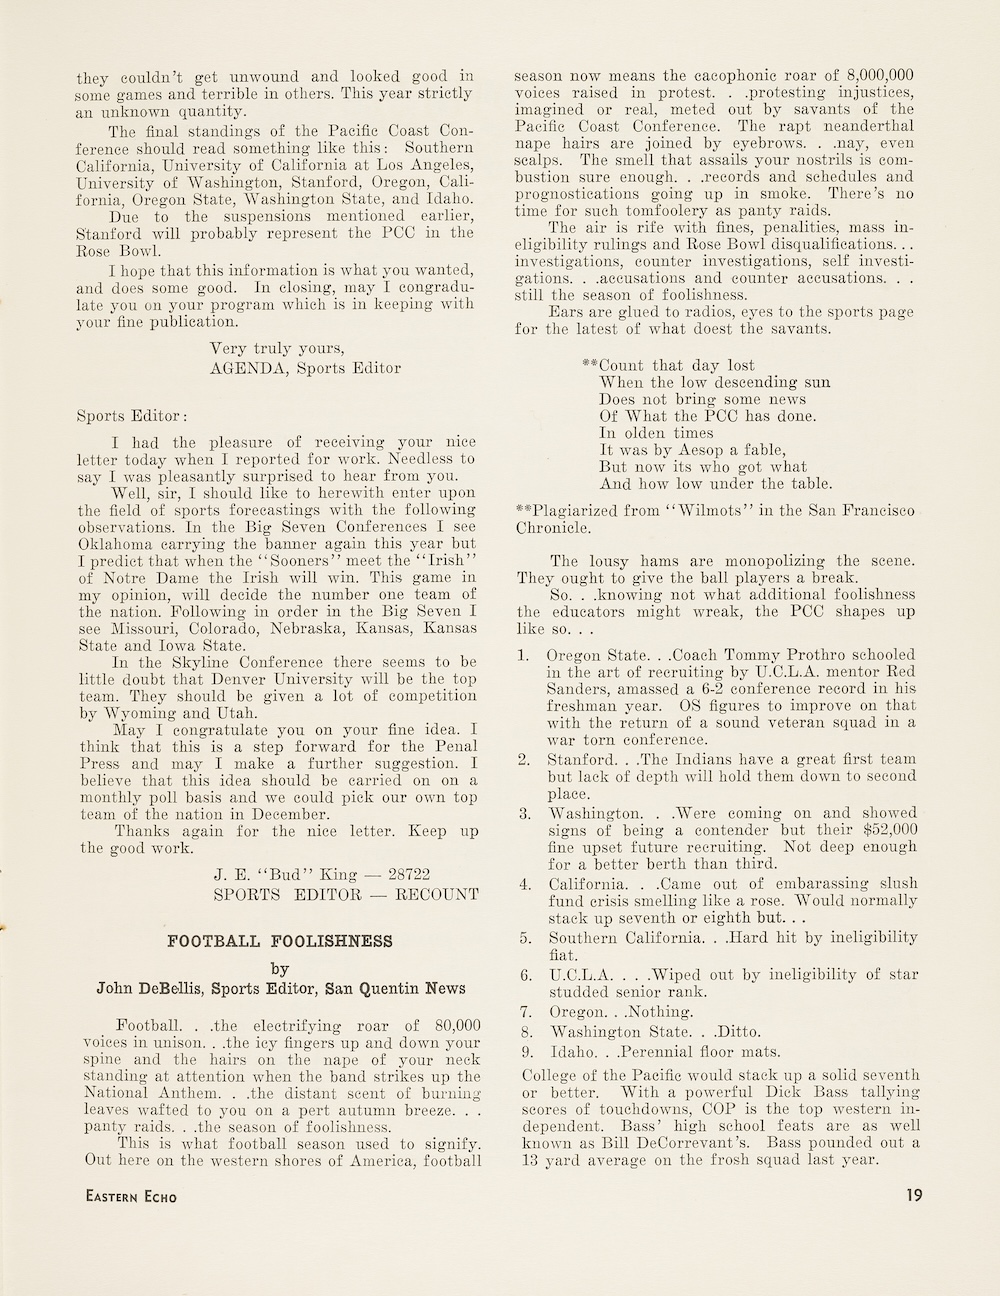 they couldn't get unwound and looked good in
some games and terrible in others. This year strictly
an unknown quantity.
The final standings of the Pacific Coast Con-
ference should read something like this: Southern
California, University of California at Los Angeles,
University of Washington, Stanford, Oregon, Cali-
fornia, Oregon State, Washington State, and Idaho.
Due to the suspensions mentioned earlier,
Stanford will probably represent the PCC in the
Rose Bowl.
I hope that this information is what you wanted,
and does some good. In closing, may I congradu-
late you on your program which is in keeping with
your fine publication.
Very truly yours,
AGENDA, Sports Editor
Sports Editor:
I had the pleasure of receiving your nice
letter today when I reported for work. Needless to
say I was pleasantly surprised to hear from you.
Well, sir, I should like to herewith enter upon
the field of sports forecastings with the following
observations. In the Big Seven Conferences I see
Oklahoma carrying the banner again this year but
I predict that when the "Sooners" meet the "Irish"
of Notre Dame the Irish will win. This game in
my opinion, will decide the number one team of
the nation. Following in order in the Big Seven I
see Missouri, Colorado, Nebraska, Kansas, Kansas
State and Iowa State.
In the Skyline Conference there seems to be
little doubt that Denver University will be the top
team. They should be given a lot of competition
by Wyoming and Utah.
May I congratulate you on your fine idea. I
think that this is a step forward for the Penal
Press and may I make a further suggestion. I
believe that this idea should be carried on on a
monthly poll basis and we could pick our own top
team of the nation in December.
Thanks again for the nice letter. Keep up
the good work.
J. E. "Bud" King — 28722
SPORTS EDITOR — RECOUNT
FOOTBALL FOOLISHNESS
by
John DeBellis, Sports Editor, San Quentin News
Football. . .the electrifying roar of 80,000
voices in unison. . .the icy fingers up and down your
spine and the hairs on the nape of your neck
standing at attention when the band strikes up the
National Anthem. . .the distant scent of burning
leaves wafted to you on a pert autumn breeze. . .
panty raids. . .the season of foolishness.
This is what football season used to signify.
Out here on the western shores of America, football
season now means the cacophonic roar of 8,000,000
voices raised in protest. . .protesting injustices,
imagined or real, meted out by savants of the
Pacific Coast Conference. The rapt neanderthal
nape hairs are joined by eyebrows. . .nay, even
scalps. The smell that assails your nostrils is com-
bustion sure enough. . .records and schedules and
prognostications going up in smoke. There's no
time for such tomfoolery as panty raids.
The air is rife with fines, penalities, mass in-
eligibility rulings and Rose Bowl disqualifications. . .
investigations, counter investigations, self investi-
gations. . .accusations and counter accusations. . .
still the season of foolishness.
Ears are glued to radios, eyes to the sports page
for the latest of what doest the savants.
**Count that day lost
When the low descending sun
Does not bring some news
Of What the PCC has done.
In olden times
It was by Aesop a fable,
But now its who got what
And how low under the table.
**Plagiarized from "Wilmots" in the San Francisco
Chronicle.
The lousy hams are monopolizing the scene.
They ought to give the ball players a break.
So. . .knowing not what additional foolishness
the educators might wreak, the PCC shapes up
like so. . .
1. Oregon State. . .Coach Tommy Prothro schooled
in the art of recruiting by U.C.L.A. mentor Red
Sanders, amassed a 6-2 conference record in his
freshman year. OS figures to improve on that
with the return of a sound veteran squad in a
war torn conference.
2. Stanford. . .The Indians have a great first team
but lack of depth will hold them down to second
place.
3. Washington. . .Were coming on and showed
signs of being a contender but their $52,000
fine upset future recruiting. Not deep enough
for a better berth than third.
4. California. . .Came out of embarassing slush
fund crisis smelling like a rose. Would normally
stack up seventh or eighth but. . .
5. Southern California. . .Hard hit by ineligibility
fiat.
6. U.C.L.A. . . .Wiped out by ineligibility of star
studded senior rank.
7. Oregon. . .Nothing.
8. Washington State. . .Ditto.
9. Idaho. . .Perennial floor mats.
College of the Pacific would stack up a solid seventh
or better. With a powerful Dick Bass tallying
scores of touchdowns, COP is the top western in-
dependent. Bass' high school feats are as well
known as Bill DeCorrevant's. Bass pounded out a
13 yard average on the frosh squad last year.
EASTERN ECHO
19